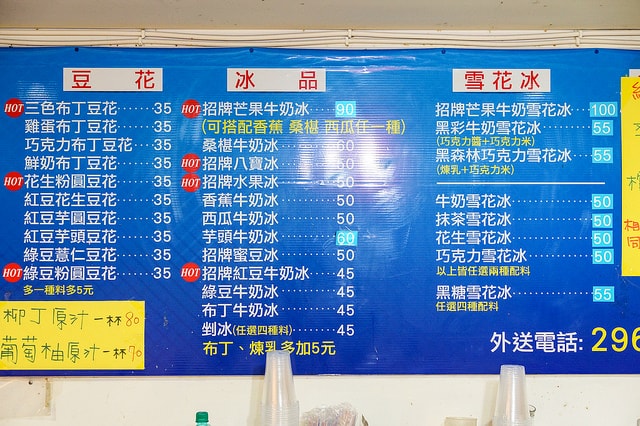 豆 花
HOT 三色布丁豆花……35
雞蛋布丁豆花……35
巧克力布丁豆花…35
鮮奶布丁豆花……35
HOT 花生粉圓豆花……35
紅豆花生豆花……35
紅豆芋圓豆花……35
紅豆芋頭豆花……35
綠豆薏仁豆花……35
HOT 綠豆粉圓豆花……35
多一種料多5元
柳丁原汁一杯80
葡萄柚原汁一杯70
冰 品
HOT 招牌芒果牛奶冰…90
(可搭配香蕉 桑椹 西瓜任一種)
桑椹牛奶冰……60
HOT 招牌八寶冰……50
HOT 招牌水果冰……50
香蕉牛奶冰……50
西瓜牛奶冰……50
芋頭牛奶冰……60
招牌蜜豆冰……50
HOT 招牌紅豆牛奶冰…45
綠豆牛奶冰……45
布丁牛奶冰……45
剉冰(任選四種料)……45
布丁、煉乳多加5元
雪花冰
招牌芒果牛奶雪花冰…100
黑彩牛奶雪花冰……55
(巧克力醬+巧克力米)
黑森林巧克力雪花冰…55
(煉乳+巧克力米)
牛奶雪花冰……50
抹茶雪花冰……50
花生雪花冰……50
巧克力雪花冰……50
以上皆任選兩種配料
黑糖雪花冰……55
任選四種配料
外送電話: 296